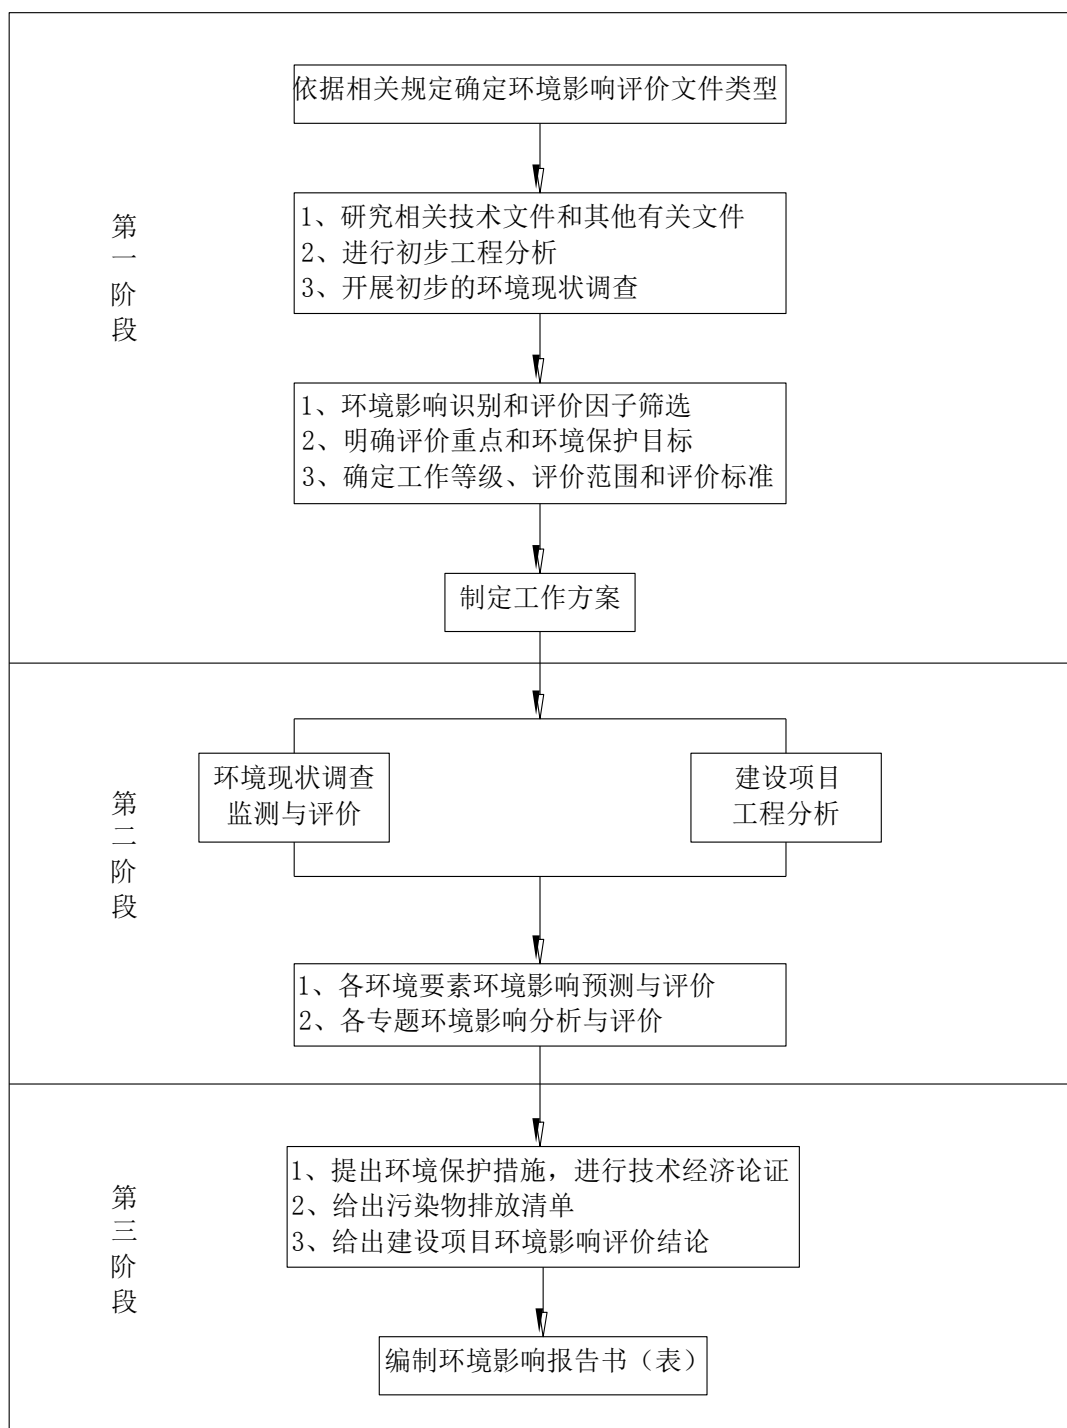 依据相关规定确定环境影响评价文件类型
第一阶段
1、研究相关技术文件和其他有关文件
2、进行初步工程分析
3、开展初步的环境现状调查
1、环境影响识别和评价因子筛选
2、明确评价重点和环境保护目标
3、确定工作等级、评价范围和评价标准
制定工作方案
第二阶段
环境现状调查
监测与评价
建设项目
工程分析
1、各环境要素环境影响预测与评价
2、各专题环境影响分析与评价
第三阶段
1、提出环境保护措施，进行技术经济论证
2、给出污染物排放清单
3、给出建设项目环境影响评价结论
编制环境影响报告书（表）